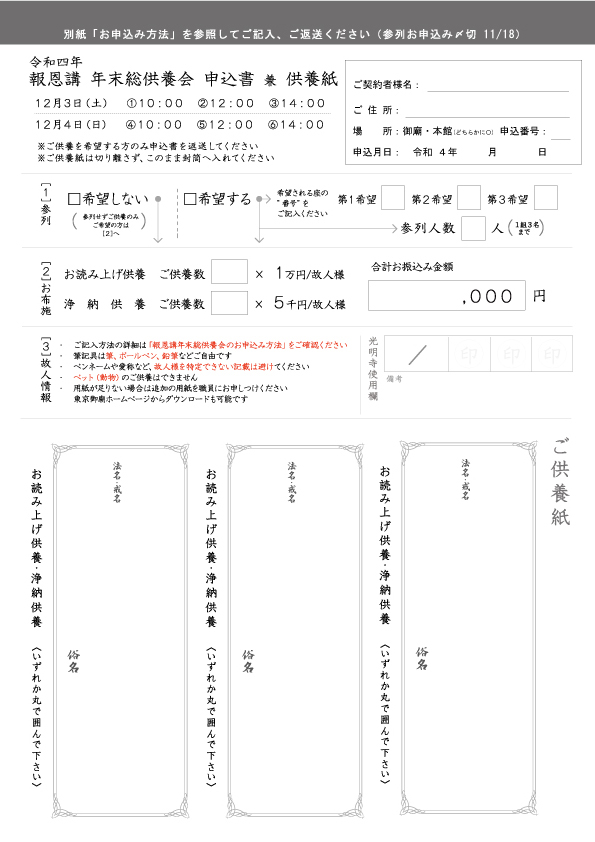 別紙「お申込み方法」を参照してご記入、ご返送ください（参列お申込み〆切 11/18）
令和四年
報恩講 年末総供養会 申込書 兼 供養紙
12月3日（土） ①10：00 ②12：00 ③14：00
12月4日（日） ④10：00 ⑤12：00 ⑥14：00
※ご供養を希望する方のみ申込書を返送してください
※ご供養紙は切り離さず、このまま封筒へ入れてください
ご契約者様名：
ご 住 所：
場 所：御廟・本館（どちらかに○） 申込番号：
申込月日： 令和 4年 月 日
［1］参列
□希望しない
（参列せずご供養のみ
ご希望の方は
［2］へ）
□希望する
希望される座の
“番号”を
ご記入ください
第1希望 第2希望 第3希望
参列人数 人（1組3名
まで）
［2］お布施
お読み上げ供養 ご供養数 × 1万円/故人様
浄 納 供 養 ご供養数 × 5千円/故人様
合計お振込み金額
,000 円
［3］故人情報
・ ご記入方法の詳細は「報恩講年末総供養会のお申込み方法」をご確認ください
・ 筆記具は筆、ボールペン、鉛筆などご自由です
・ ペンネームや愛称など、故人様を特定できない記載は避けてください
・ ペット（動物）のご供養はできません
・ 用紙が足りない場合は追加の用紙を職員にお申しつけください
東京御廟ホームページからダウンロードも可能です
光明寺使用欄
／ 印 印 印
備考
ご供養紙
法名・戒名
俗名
お読み上げ供養・浄納供養 〈いずれか丸で囲んで下さい〉
法名・戒名
俗名
お読み上げ供養・浄納供養 〈いずれか丸で囲んで下さい〉
法名・戒名
俗名
お読み上げ供養・浄納供養 〈いずれか丸で囲んで下さい〉